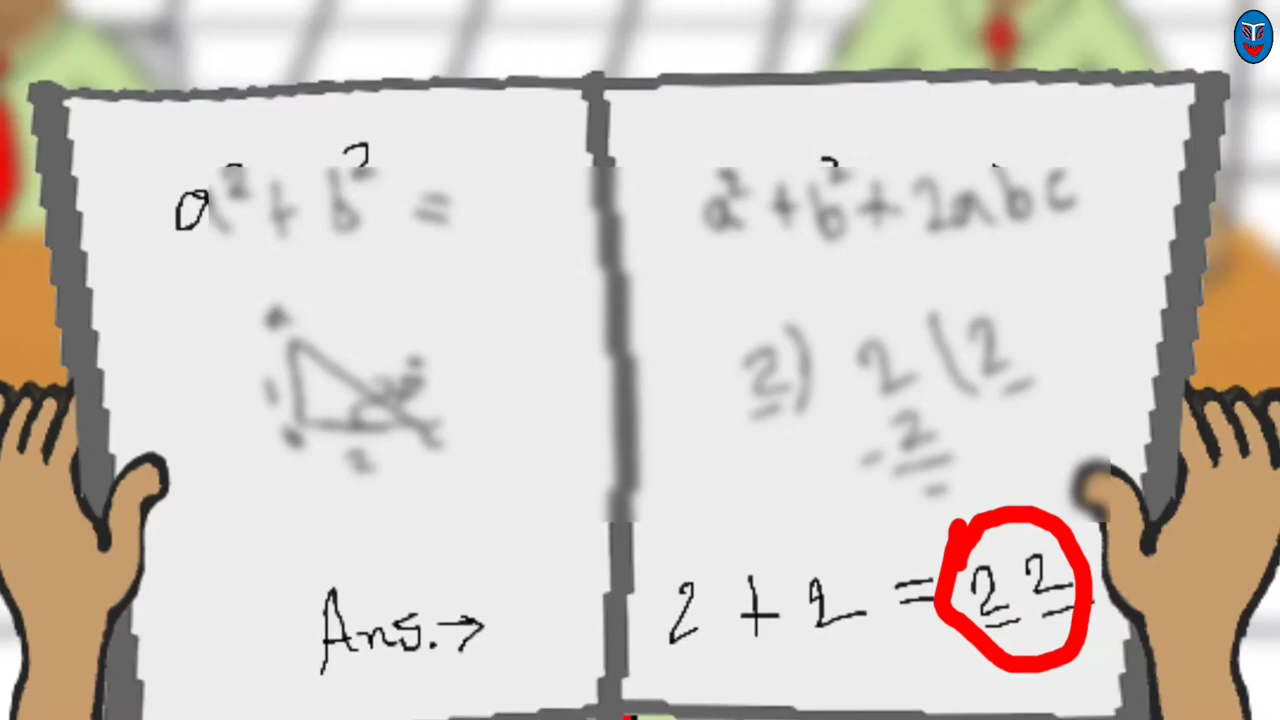 a² + b² =
a² + b² + 2abc
2) 2 (2
- 2
Ans. → 2 + 2 = 22